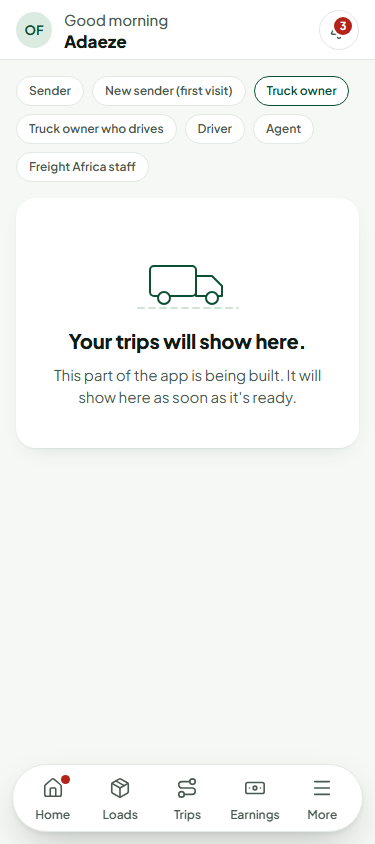 OF
Good morning
Adaeze
3
Sender
New sender (first visit)
Truck owner
Truck owner who drives
Driver
Agent
Freight Africa staff
Your trips will show here.
This part of the app is being built. It will
show here as soon as it's ready.
Home
Loads
Trips
Earnings
More